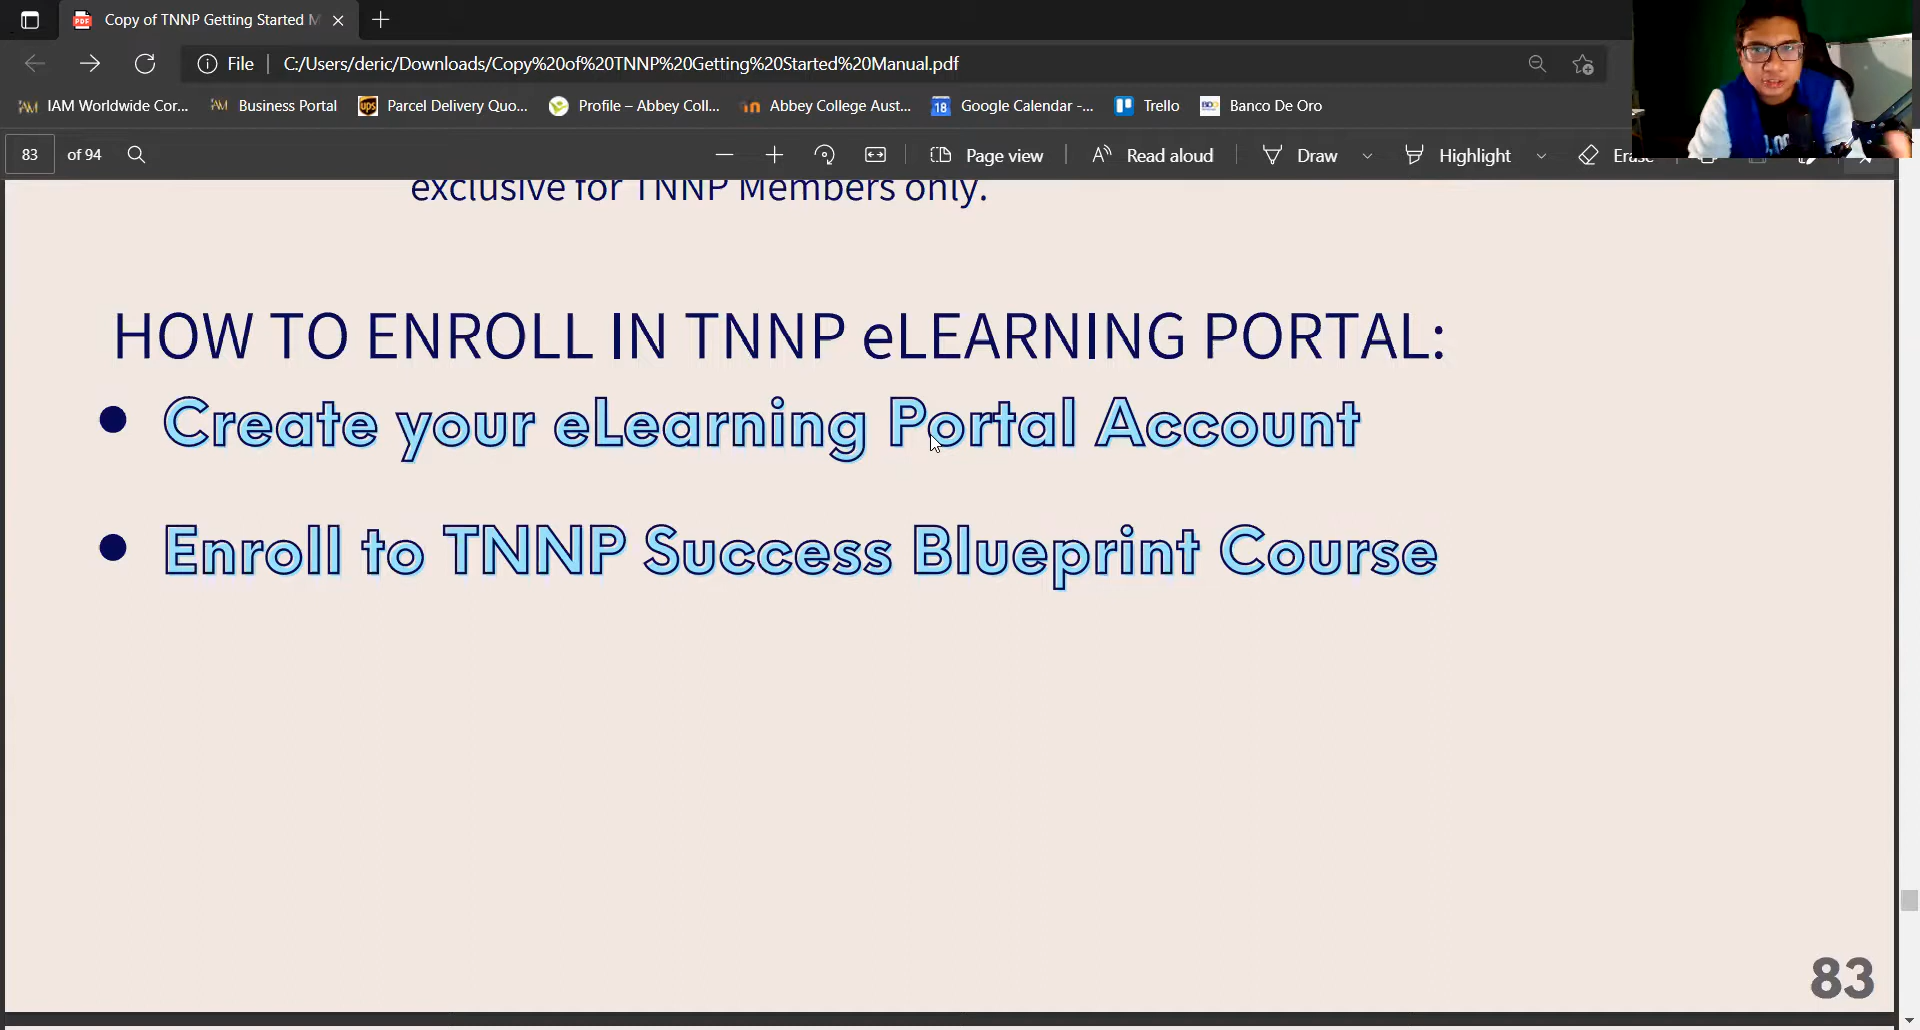 Copy of TNNP Getting Started M
File
C:/Users/deric/Downloads/Copy%20of%20TNNP%20Getting%20Started%20Manual.pdf
IAM Worldwide Cor...
Business Portal
Parcel Delivery Quo...
Profile – Abbey Coll...
Abbey College Aust...
Google Calendar -...
Trello
Banco De Oro
83 of 94
Page view
Read aloud
Draw
Highlight
Erase
exclusive for TNNP Members only.
HOW TO ENROLL IN TNNP eLEARNING PORTAL:
Create your eLearning Portal Account
Enroll to TNNP Success Blueprint Course
83